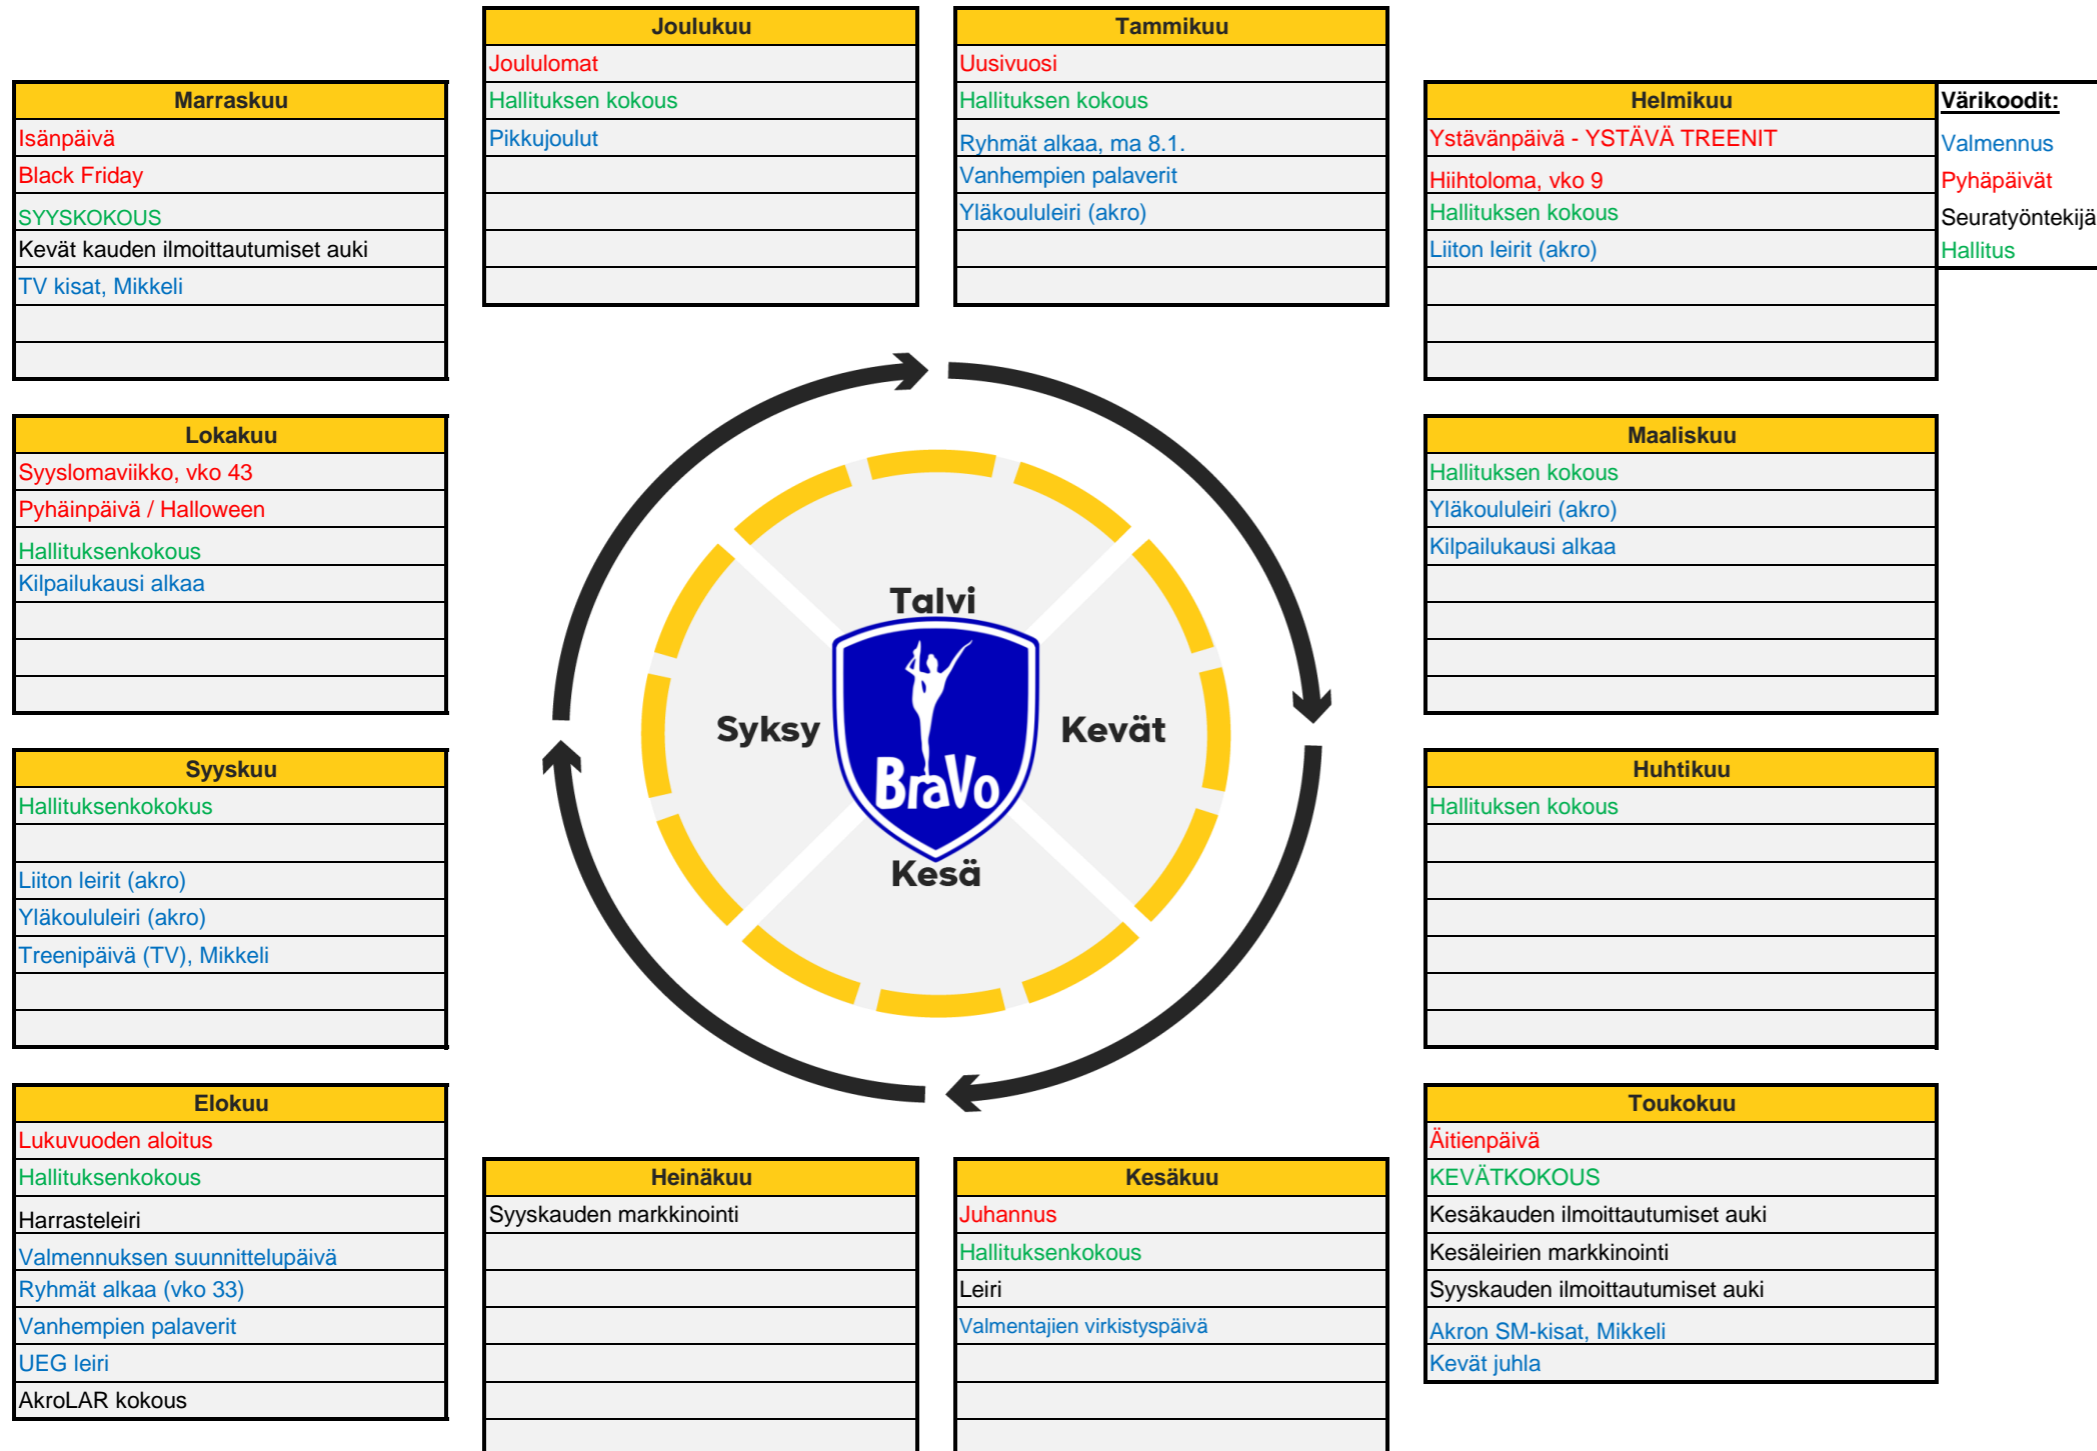 Joulukuu
Joululomat
Hallituksen kokous
Pikkujoulut
Tammikuu
Uusivuosi
Hallituksen kokous
Ryhmät alkaa, ma 8.1.
Vanhempien palaverit
Yläkoululeiri (akro)
Marraskuu
Isänpäivä
Black Friday
SYYSKOKOUS
Kevät kauden ilmoittautumiset auki
TV kisat, Mikkeli
Helmikuu
Ystävänpäivä - YSTÄVÄ TREENIT
Hiihtoloma, vko 9
Hallituksen kokous
Liiton leirit (akro)
Värikoodit:
Valmennus
Pyhäpäivät
Seuratyöntekijä
Hallitus
Lokakuu
Syyslomaviikko, vko 43
Pyhäinpäivä / Halloween
Hallituksenkokous
Kilpailukausi alkaa
Maaliskuu
Hallituksen kokous
Yläkoululeiri (akro)
Kilpailukausi alkaa
Talvi
Syksy
BraVo
Kevät
Kesä
Syyskuu
Hallituksenkokokus
Liiton leirit (akro)
Yläkoululeiri (akro)
Treenipäivä (TV), Mikkeli
Huhtikuu
Hallituksen kokous
Elokuu
Lukuvuoden aloitus
Hallituksenkokous
Harrasteleiri
Valmennuksen suunnittelupäivä
Ryhmät alkaa (vko 33)
Vanhempien palaverit
UEG leiri
AkroLAR kokous
Heinäkuu
Syyskauden markkinointi
Kesäkuu
Juhannus
Hallituksenkokous
Leiri
Valmentajien virkistyspäivä
Toukokuu
Äitienpäivä
KEVÄTKOKOUS
Kesäkauden ilmoittautumiset auki
Kesäleirien markkinointi
Syyskauden ilmoittautumiset auki
Akron SM-kisat, Mikkeli
Kevät juhla